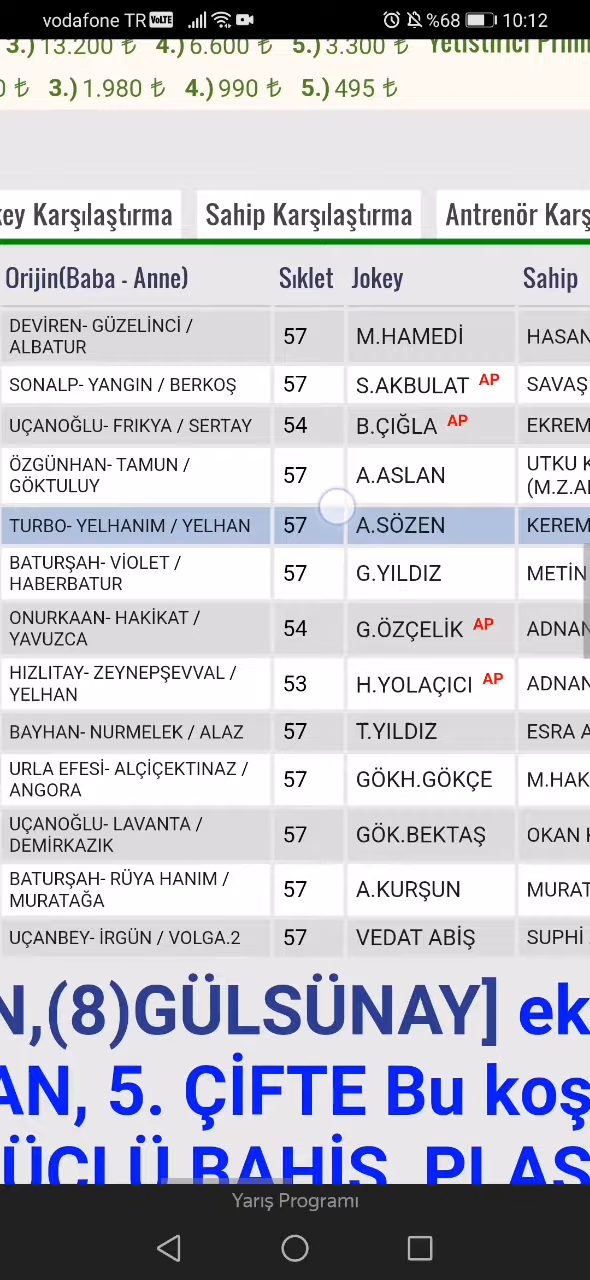 vodafone TR VoLTE %68 10:12
3.) 13.200 ₺ 4.) 6.600 ₺ 5.) 3.300 ₺ Yetiştirici Primi
0 ₺ 3.) 1.980 ₺ 4.) 990 ₺ 5.) 495 ₺
key Karşılaştırma Sahip Karşılaştırma Antrenör Karş
Orijin(Baba - Anne) Sıklet Jokey Sahip
DEVİREN- GÜZELİNCİ /
ALBATUR 57 M.HAMEDİ HASAN
SONALP- YANGIN / BERKOŞ 57 S.AKBULAT AP SAVAŞ
UÇANOĞLU- FRIKYA / SERTAY 54 B.ÇIĞLA AP EKREM
ÖZGÜNHAN- TAMUN /
GÖKTULUY 57 A.ASLAN UTKU K
(M.Z.A
TURBO- YELHANIM / YELHAN 57 A.SÖZEN KEREM
BATURŞAH- VİOLET /
HABERBATUR 57 G.YILDIZ METİN
ONURKAAN- HAKİKAT /
YAVUZCA 54 G.ÖZÇELİK AP ADNAN
HIZLITAY- ZEYNEPŞEVVAL /
YELHAN 53 H.YOLAÇICI AP ADNAN
BAYHAN- NURMELEK / ALAZ 57 T.YILDIZ ESRA A
URLA EFESİ- ALÇİÇEKTINAZ /
ANGORA 57 GÖKH.GÖKÇE M.HAK
UÇANOĞLU- LAVANTA /
DEMİRKAZIK 57 GÖK.BEKTAŞ OKAN K
BATURŞAH- RÜYA HANIM /
MURATAĞA 57 A.KURŞUN MURAT
UÇANBEY- İRGÜN / VOLGA.2 57 VEDAT ABİŞ SUPHİ
N,(8)GÜLSÜNAY] ek
AN, 5. ÇİFTE Bu koş
ÜÇLÜ BAHİS, PLAS
Yarış Programı